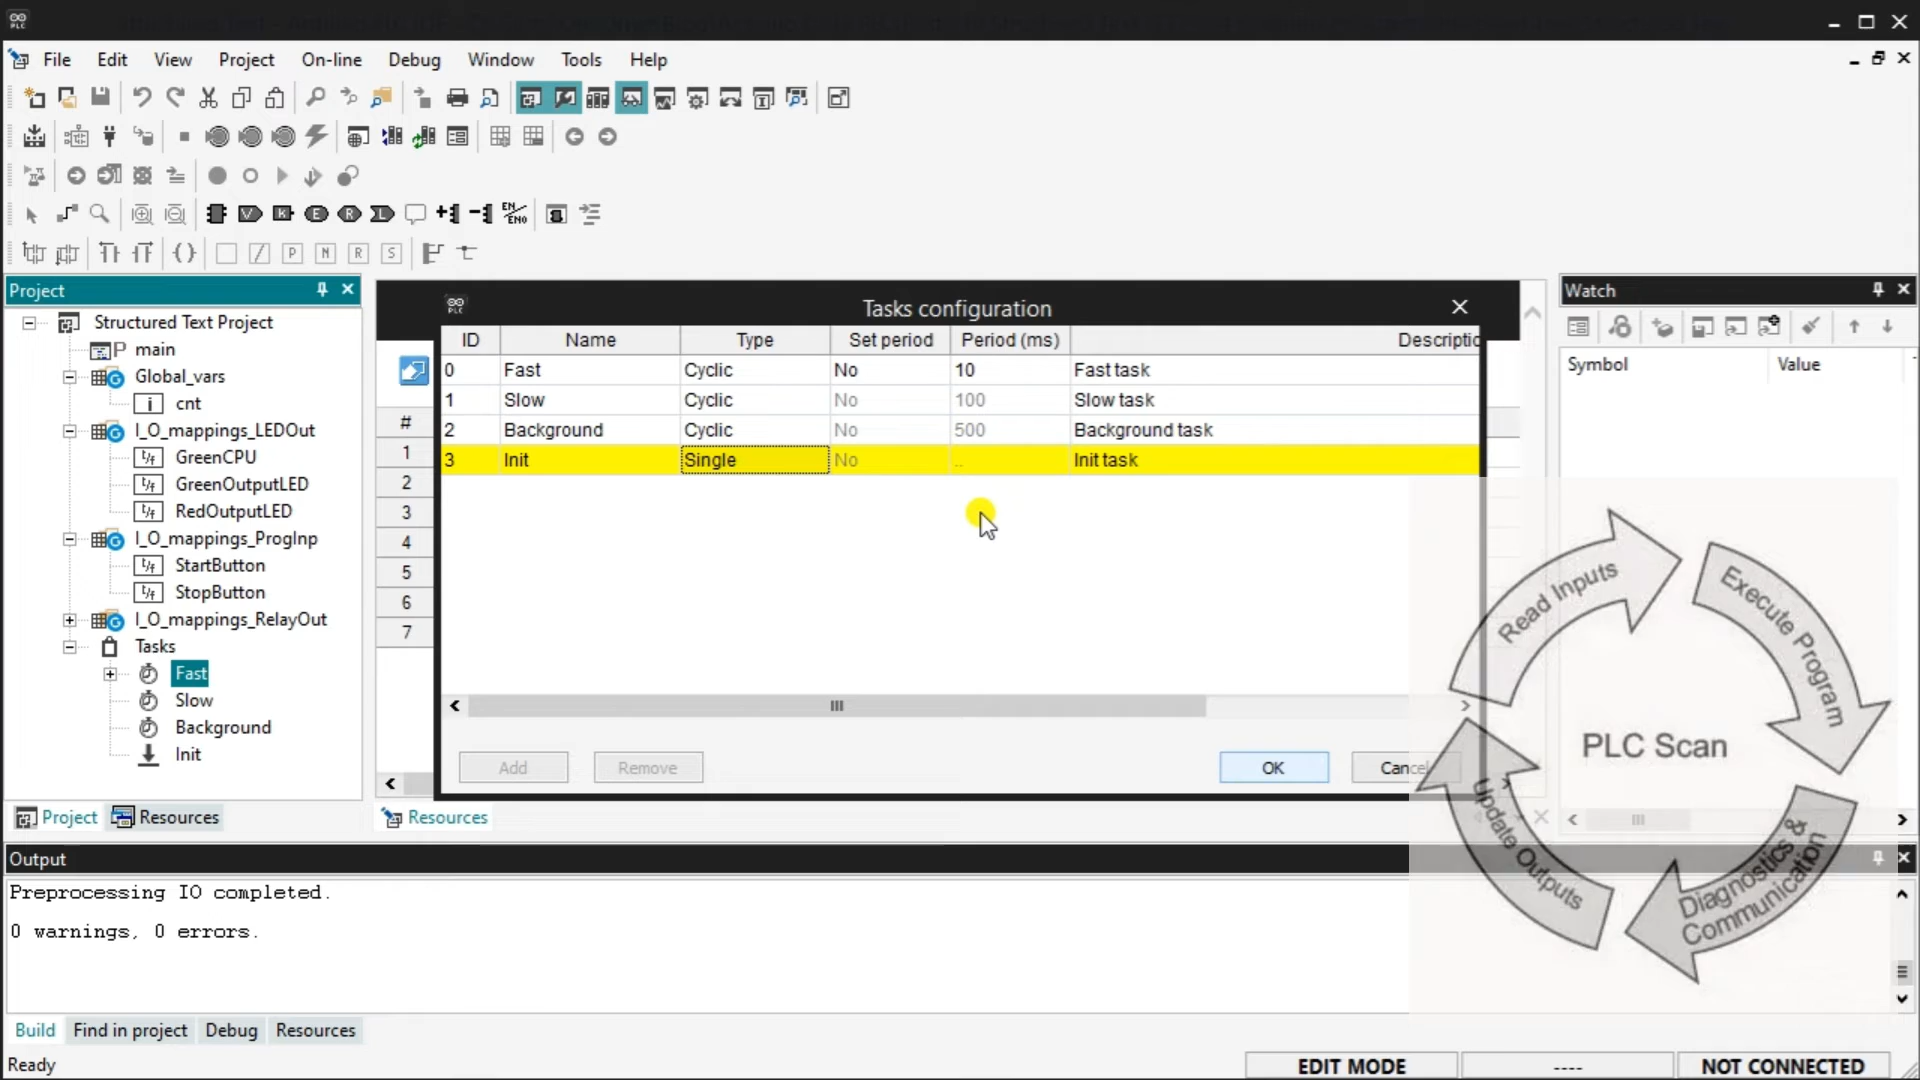 PLC
File Edit View Project On-line Debug Window Tools Help
EN
ENO
V K E R L
P N R S
Project
Structured Text Project
main
Global_vars
cnt
I_O_mappings_LEDOut
GreenCPU
GreenOutputLED
RedOutputLED
I_O_mappings_ProgInp
StartButton
StopButton
I_O_mappings_RelayOut
Tasks
Fast
Slow
Background
Init
Project Resources
#
1
2
3
4
5
6
7
Resources
PLC
Tasks configuration
ID Name Type Set period Period (ms) Descriptio
0 Fast Cyclic No 10 Fast task
1 Slow Cyclic No 100 Slow task
2 Background Cyclic No 500 Background task
3 Init Single No .. Init task
Add Remove OK Cancel
Watch
Symbol Value
Read Inputs
Execute Program
PLC Scan
Update Outputs
Diagnostics &
Communication
Output
Preprocessing IO completed.
0 warnings, 0 errors.
Build Find in project Debug Resources
Ready EDIT MODE ---- NOT CONNECTED